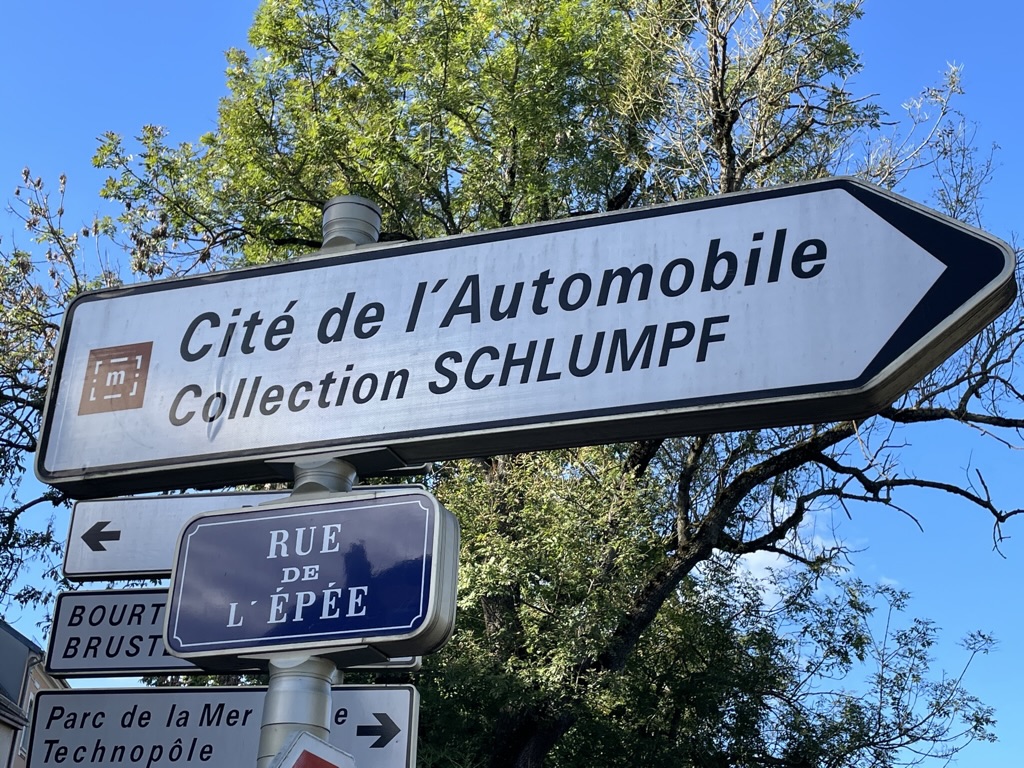 Cité de l'Automobile
m
Collection SCHLUMPF
RUE
DE
L'ÉPÉE
Parc de la Mer
Technopôle